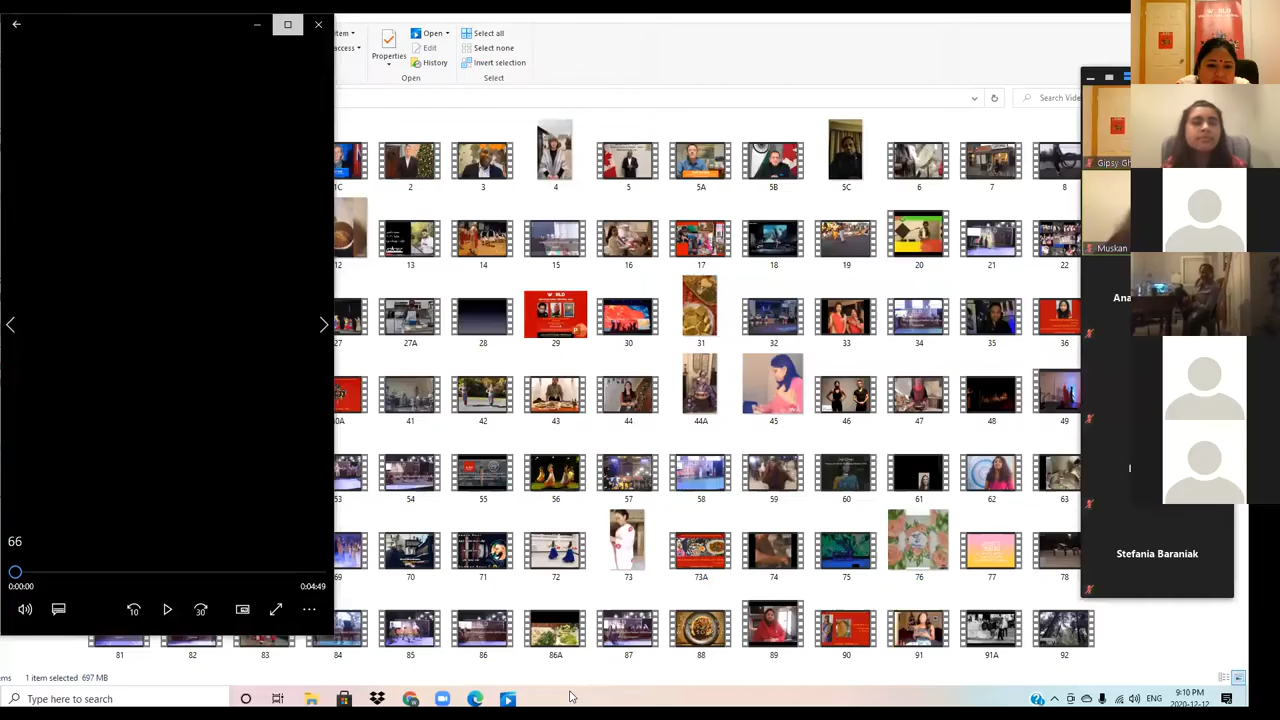 Open
Select all
Edit
Select none
Properties
History
Invert selection
Open
Select
Search
1C 2 3 4 5 5A 5B 5C 6 7 8
Gipsy
12 13 14 15 16 17 18 19 20 21 22
Muskan
27 27A 28 29 30 31 32 33 34 35 36
41 42 43 44 44A 45 46 47 48 49
53 54 55 56 57 58 59 60 61 62 63
66
69 70 71 72 73 73A 74 75 76 77 78
Stefania Baraniak
0:00:00 0:04:49
10 30
81 82 83 84 85 86 86A 87 88 89 90 91 91A 92
1 item selected 697 MB
Type here to search
ENG
9:10 PM
2020-12-12